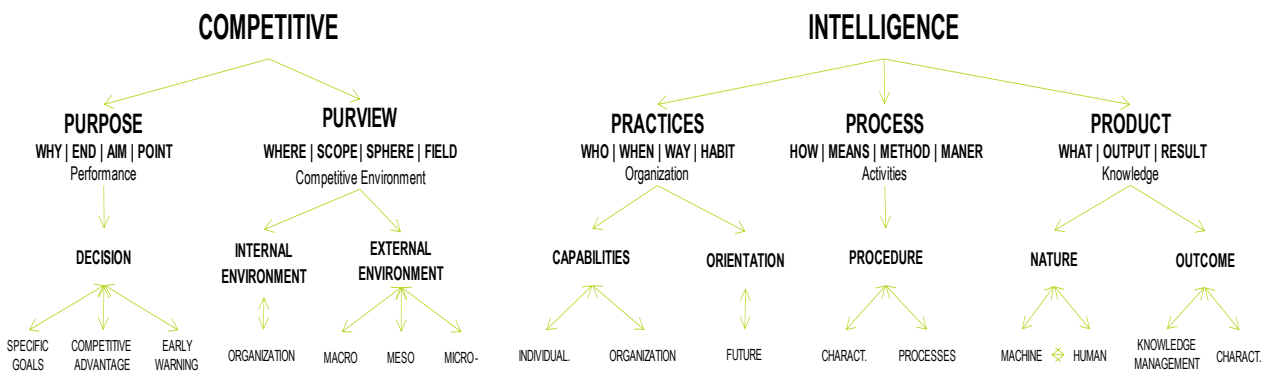 COMPETITIVE
INTELLIGENCE
PURPOSE
WHY | END | AIM | POINT
Performance
PURVIEW
WHERE | SCOPE | SPHERE | FIELD
Competitive Environment
PRACTICES
WHO | WHEN | WAY | HABIT
Organization
PROCESS
HOW | MEANS | METHOD | MANER
Activities
PRODUCT
WHAT | OUTPUT | RESULT
Knowledge
DECISION
INTERNAL
ENVIRONMENT
EXTERNAL
ENVIRONMENT
CAPABILITIES
ORIENTATION
PROCEDURE
NATURE
OUTCOME
SPECIFIC
GOALS
COMPETITIVE
ADVANTAGE
EARLY
WARNING
ORGANIZATION
MACRO
MESO
MICRO-
INDIVIDUAL.
ORGANIZATION
FUTURE
CHARACT.
PROCESSES
MACHINE
HUMAN
KNOWLEDGE
MANAGEMENT
CHARACT.